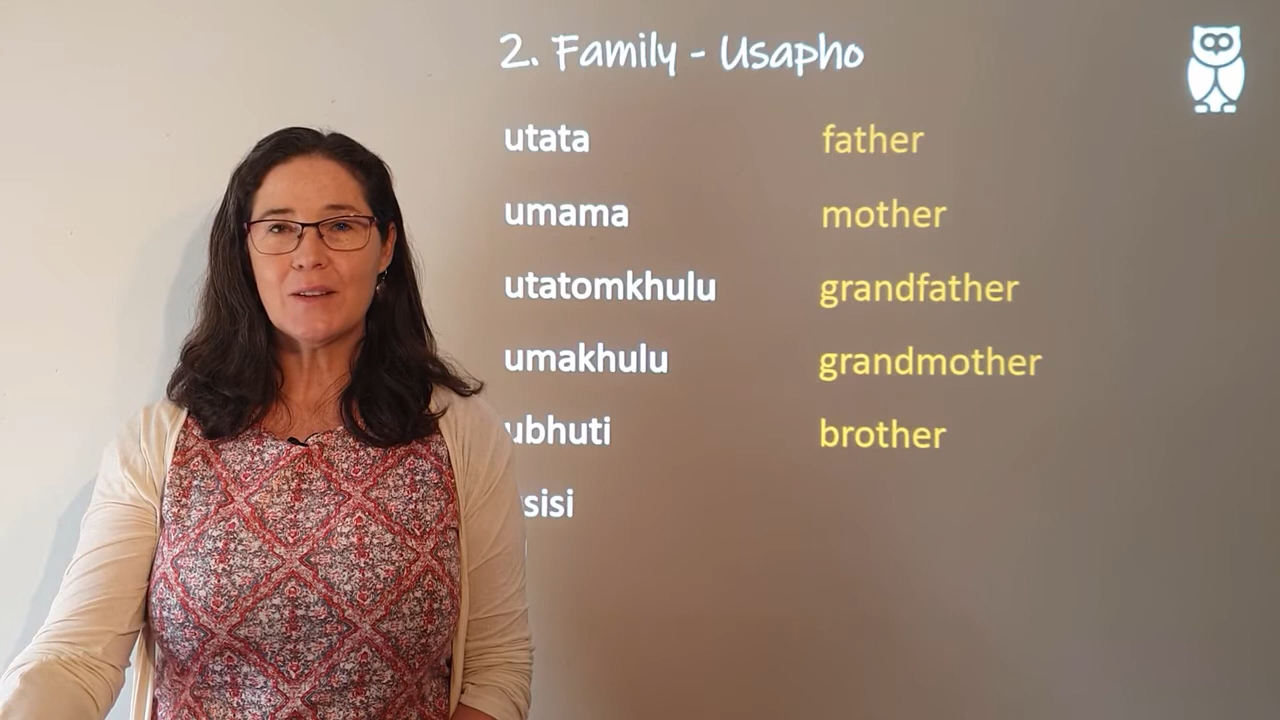 2. Family - Usapho
utata father
umama mother
utatomkhulu grandfather
umakhulu grandmother
ubhuti brother
sisi